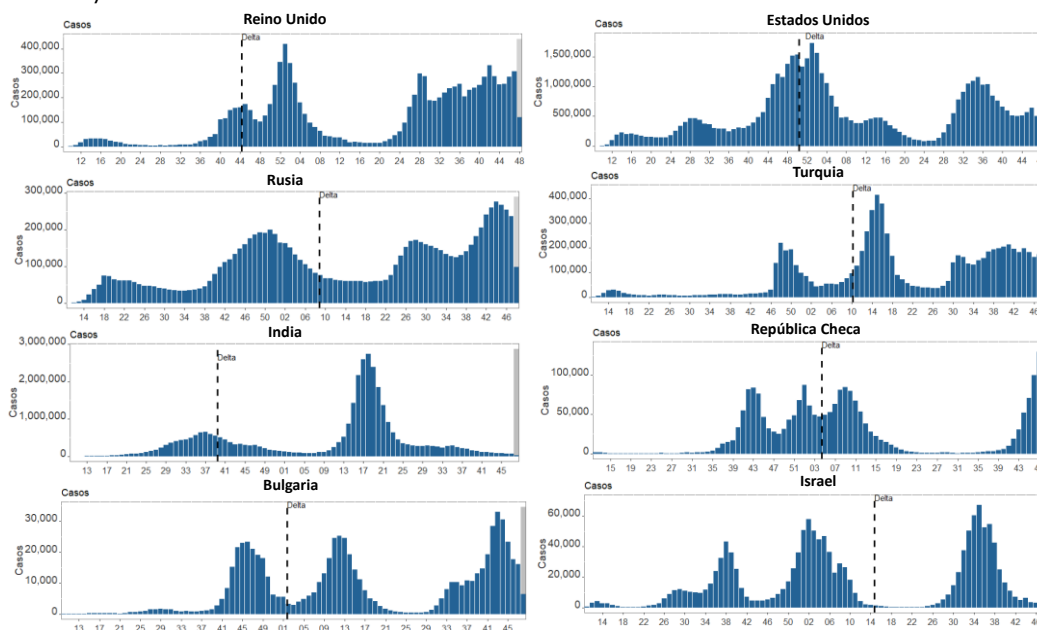 Reino Unido
Casos
Delta
Casos
400,000
300,000
200,000
100,000
0
12 16 20 24 28 32 36 40 44 48 52 04 08 12 16 20 24 28 32 36 40 44 48
Estados Unidos
Casos
Delta
Casos
1,500,000
1,000,000
500,000
0
12 16 20 24 28 32 36 40 44 48 52 04 08 12 16 20 24 28 32 36 40 44 48
Rusia
Casos
Delta
Casos
300,000
200,000
100,000
0
14 18 22 26 30 34 38 42 46 50 02 06 10 14 18 22 26 30 34 38 42 46
Turquia
Casos
Delta
Casos
400,000
300,000
200,000
100,000
0
14 18 22 26 30 34 38 42 46 50 02 06 10 14 18 22 26 30 34 38 42 46
India
Casos
Delta
Casos
3,000,000
2,000,000
1,000,000
0
13 17 21 25 29 33 37 41 45 49 01 05 09 13 17 21 25 29 33 37 41 45
República Checa
Casos
Delta
Casos
100,000
50,000
0
15 19 23 27 31 35 39 43 47 51 03 07 11 15 19 23 27 31 35 39 43
Bulgaria
Casos
Delta
Casos
30,000
20,000
10,000
0
13 17 21 25 29 33 37 41 45 49 01 05 09 13 17 21 25 29 33 37 41 45
Israel
Casos
Delta
Casos
60,000
40,000
20,000
0
14 18 22 26 30 34 38 42 46 50 02 06 10 14 18 22 26 30 34 38 42